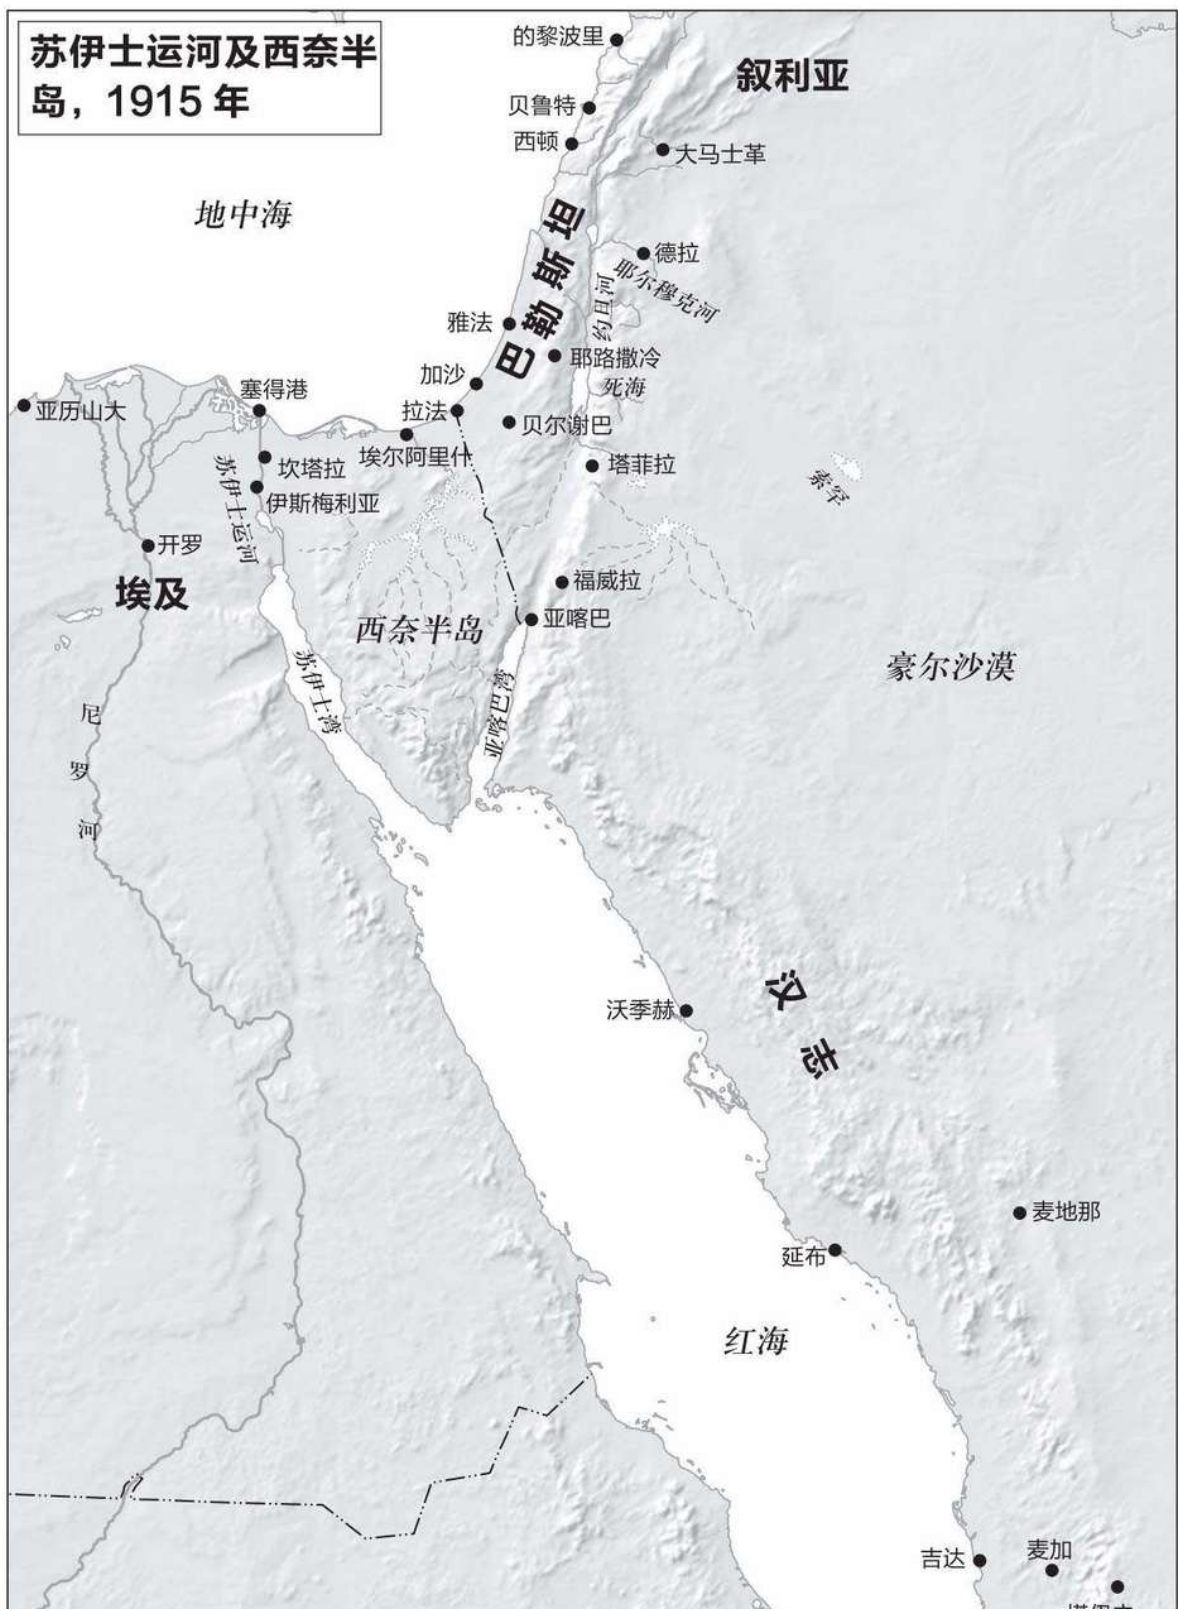 苏伊士运河及西奈半
岛，1915 年
的黎波里
叙利亚
贝鲁特
西顿
大马士革
地中海
巴勒斯坦
德拉
耶尔穆克河
约旦河
雅法
耶路撒冷
加沙
死海
塞得港
亚历山大
拉法
贝尔谢巴
埃尔阿里什
坎塔拉
塔菲拉
苏伊士运河
伊斯梅利亚
索罕
开罗
福威拉
埃及
亚喀巴
西奈半岛
豪尔沙漠
苏伊士湾
亚喀巴湾
尼罗河
沃季赫
汉志
麦地那
延布
红海
吉达
麦加